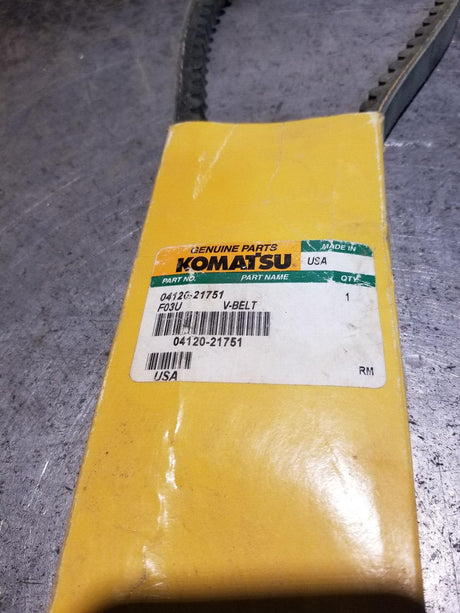 GENUINE PARTS
MADE IN
KOMATSU
USA
PART NO. PART NAME QTY.
04120-21751 1
F03U V-BELT
04120-21751
USA RM